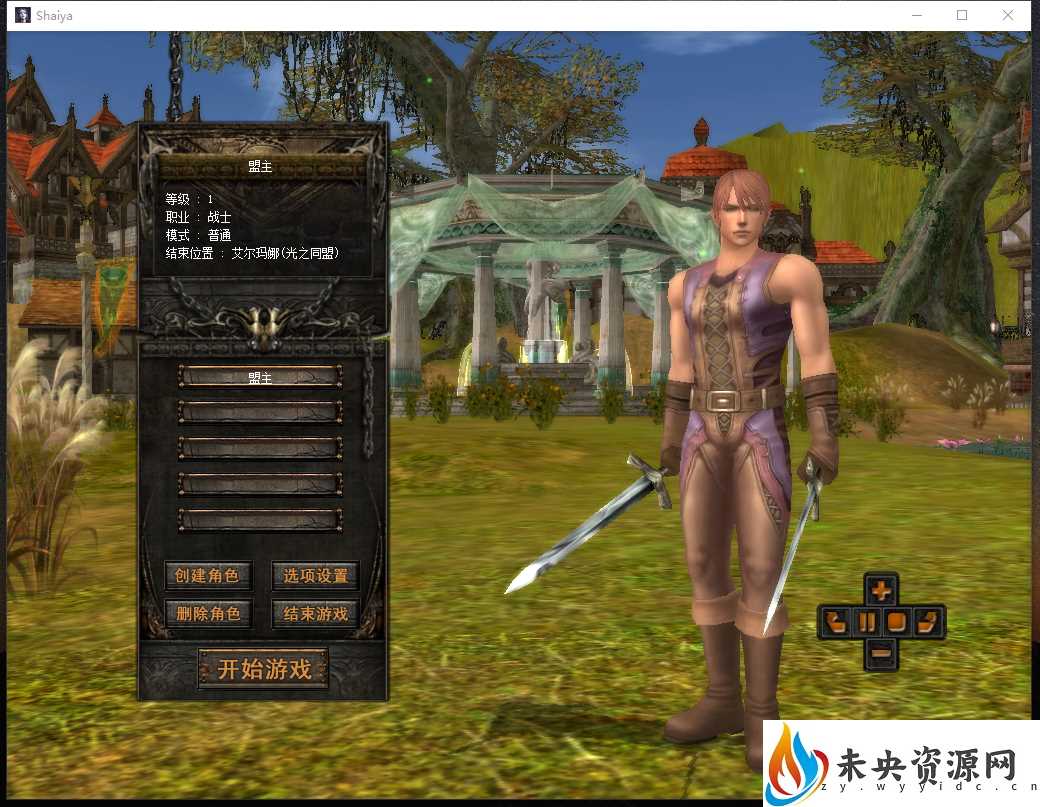 Shaiya
盟主
等级 : 1
职业 : 战士
模式 : 普通
结束位置 : 艾尔玛娜(光之同盟)
盟主
创建角色
选项设置
删除角色
结束游戏
开始游戏
未央资源网
zy.wyyidc.cn